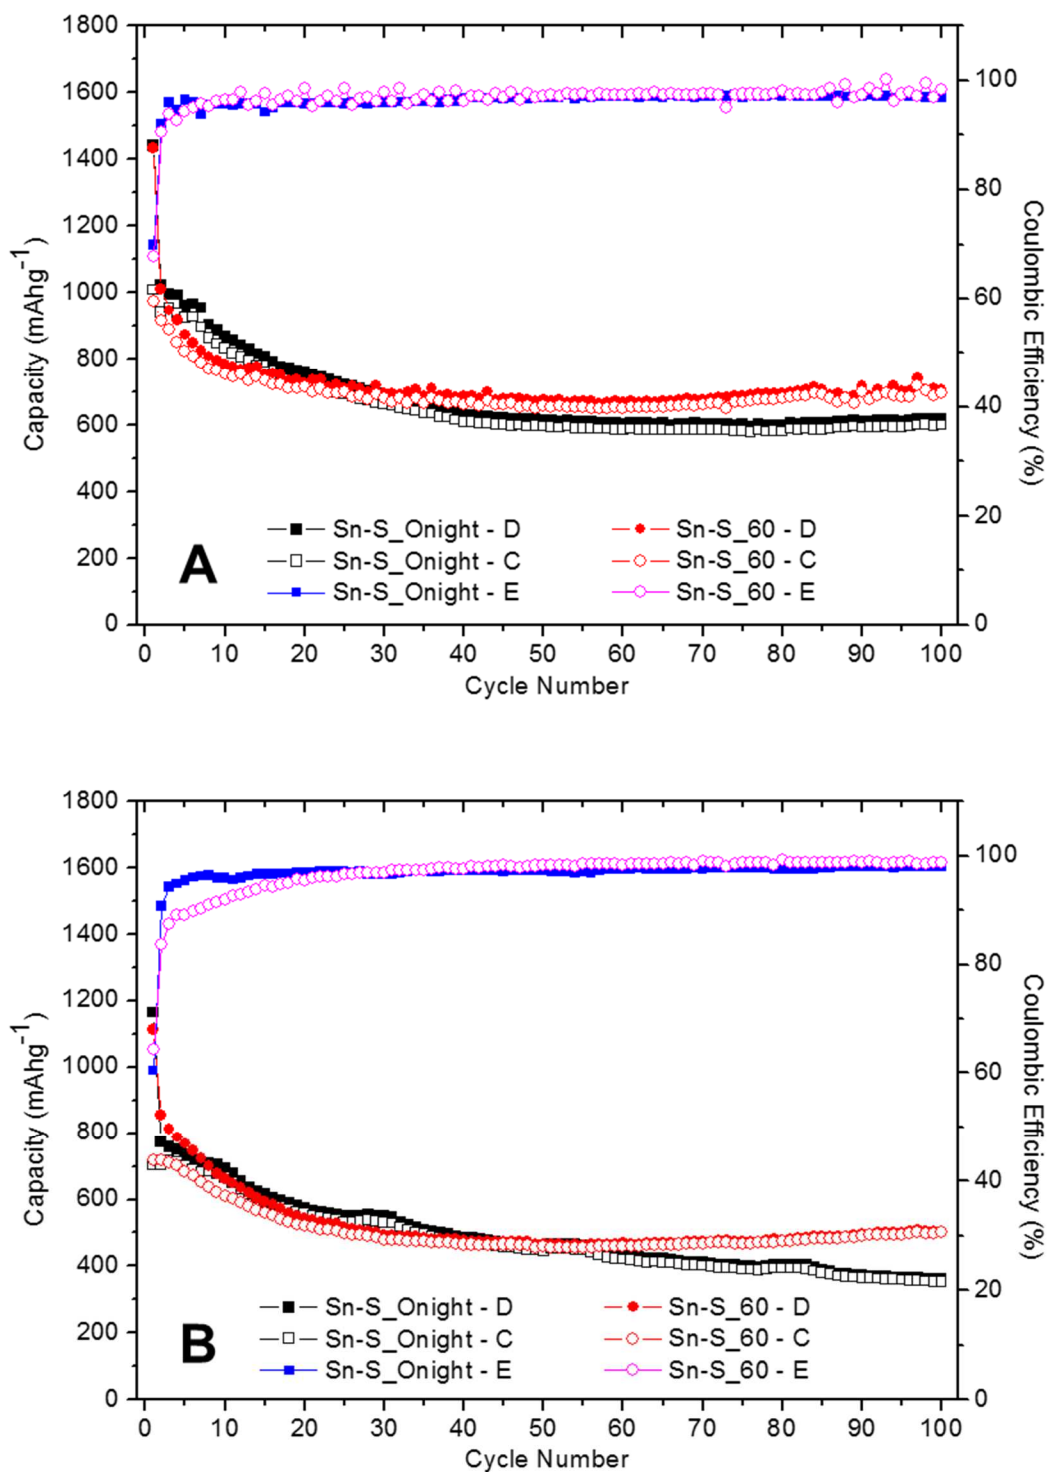 1800
1600
1400
1200
1000
800
600
400
200
0
Capacity (mAhg⁻¹)
100
80
60
40
20
0
Coulombic Efficiency (%)
Sn-S_Onight - D
Sn-S_Onight - C
Sn-S_Onight - E
Sn-S_60 - D
Sn-S_60 - C
Sn-S_60 - E
A
0 10 20 30 40 50 60 70 80 90 100
Cycle Number
1800
1600
1400
1200
1000
800
600
400
200
0
Capacity (mAhg⁻¹)
100
80
60
40
20
0
Coulombic Efficiency (%)
Sn-S_Onight - D
Sn-S_Onight - C
Sn-S_Onight - E
Sn-S_60 - D
Sn-S_60 - C
Sn-S_60 - E
B
0 10 20 30 40 50 60 70 80 90 100
Cycle Number